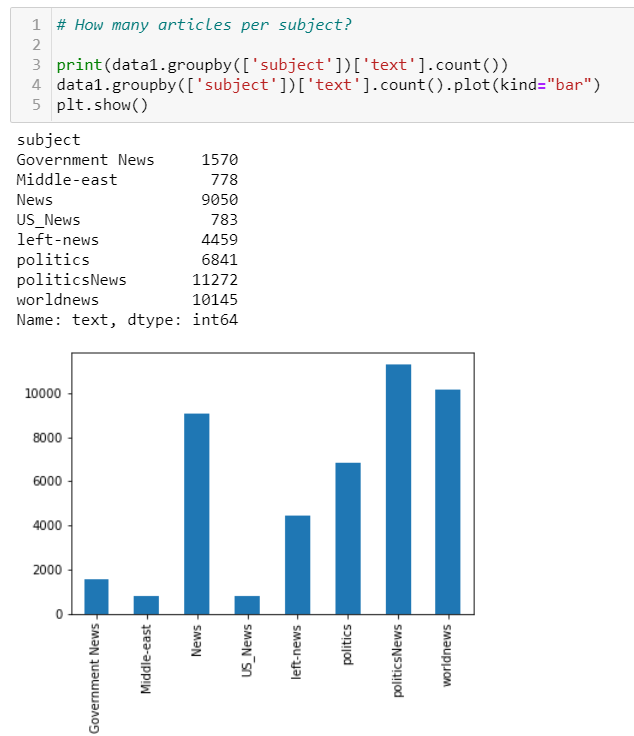 1 # How many articles per subject?
2
3 print(data1.groupby(['subject'])['text'].count())
4 data1.groupby(['subject'])['text'].count().plot(kind="bar")
5 plt.show()
subject
Government News 1570
Middle-east 778
News 9050
US_News 783
left-news 4459
politics 6841
politicsNews 11272
worldnews 10145
Name: text, dtype: int64
10000
8000
6000
4000
2000
0
Government News
Middle-east
News
US_News
left-news
politics
politicsNews
worldnews